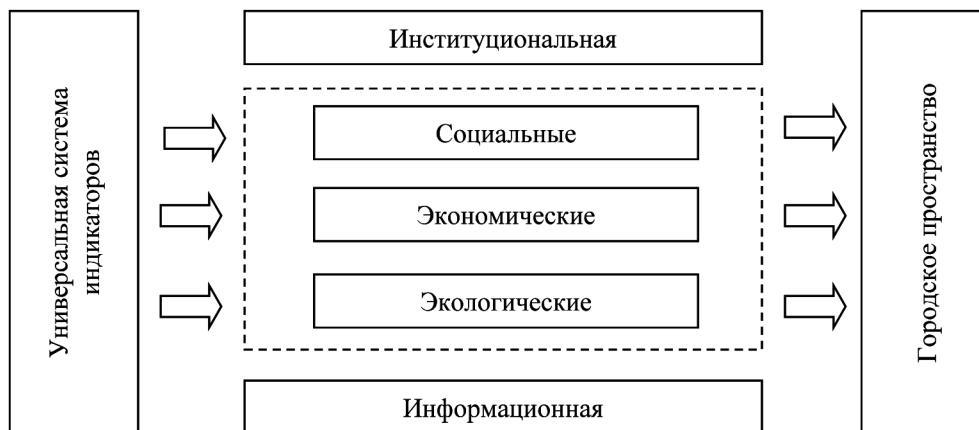 Универсальная система
индикаторов
Институциональная
Социальные
Экономические
Экологические
Информационная
Городское пространство